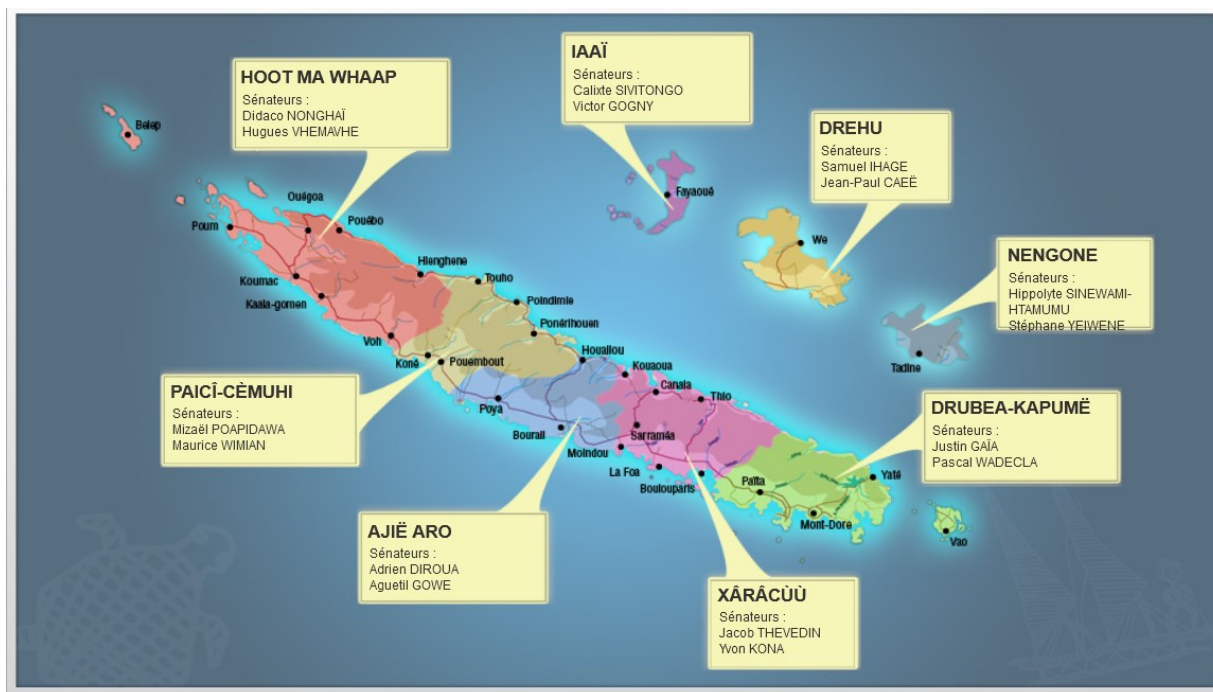 HOOT MA WHAAP
Sénateurs :
Didaco NONGHAÏ
Hugues VHEMAVHE
IAAÏ
Sénateurs :
Calixte SIVITONGO
Victor GOGNY
DREHU
Sénateurs :
Samuel IHAGE
Jean-Paul CAEË
NENGONE
Sénateurs :
Hippolyte SINEWAMI-
HTAMUMU
Stéphane YEIWENE
PAICÎ-CÈMUHI
Sénateurs :
Mizaël POAPIDAWA
Maurice WIMIAN
DRUBEA-KAPUMË
Sénateurs :
Justin GAÏA
Pascal WADECLA
AJIË ARO
Sénateurs :
Adrien DIROUA
Aguetil GOWE
XÂRÂCÙÙ
Sénateurs :
Jacob THEVEDIN
Yvon KONA
Belep
Ouégoa
Poum
Pouébo
Koumac
Kaala-gomen
Hienghene
Touho
Poindimie
Ponérihouen
Voh
Koné
Pouembout
Houaïlou
Kouaoua
Canala
Thio
Poya
Bourail
Moindou
Sarraméa
La Foa
Boulouparis
Païta
Mont-Dore
Yaté
Vao
Fayaoué
We
Tadine